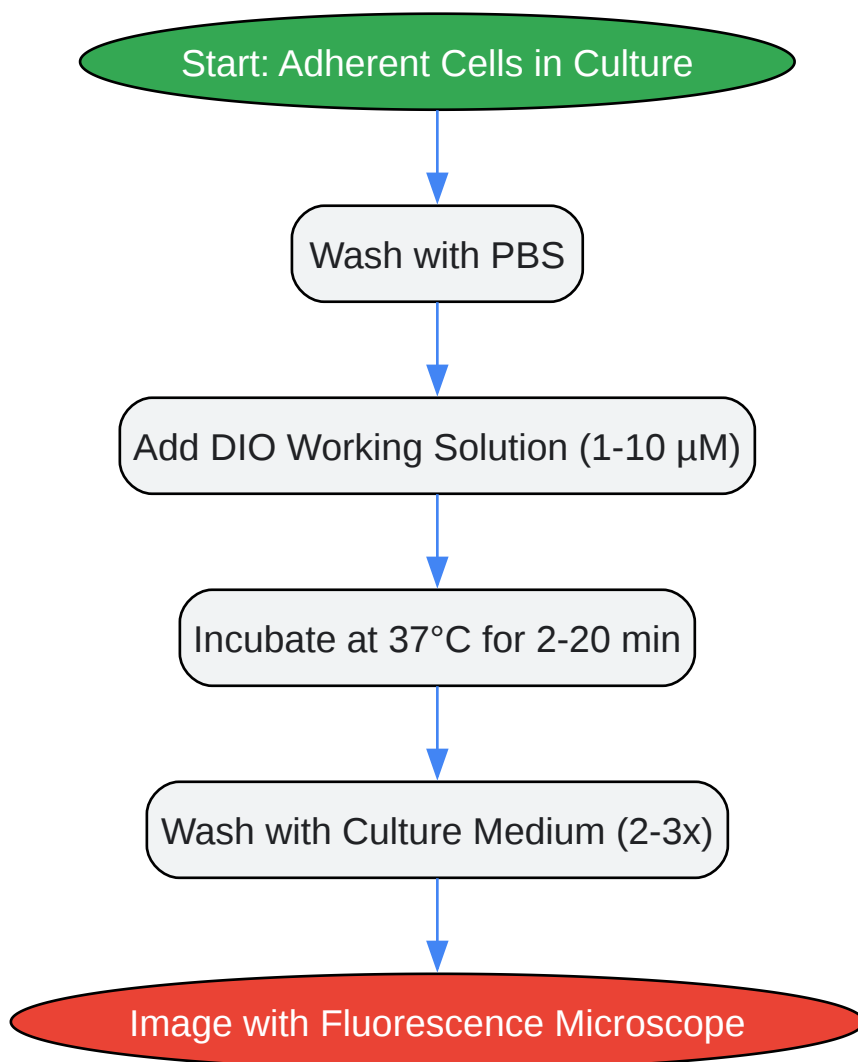 Start: Adherent Cells in Culture
Wash with PBS
Add DIO Working Solution (1-10 µM)
Incubate at 37°C for 2-20 min
Wash with Culture Medium (2-3x)
Image with Fluorescence Microscope